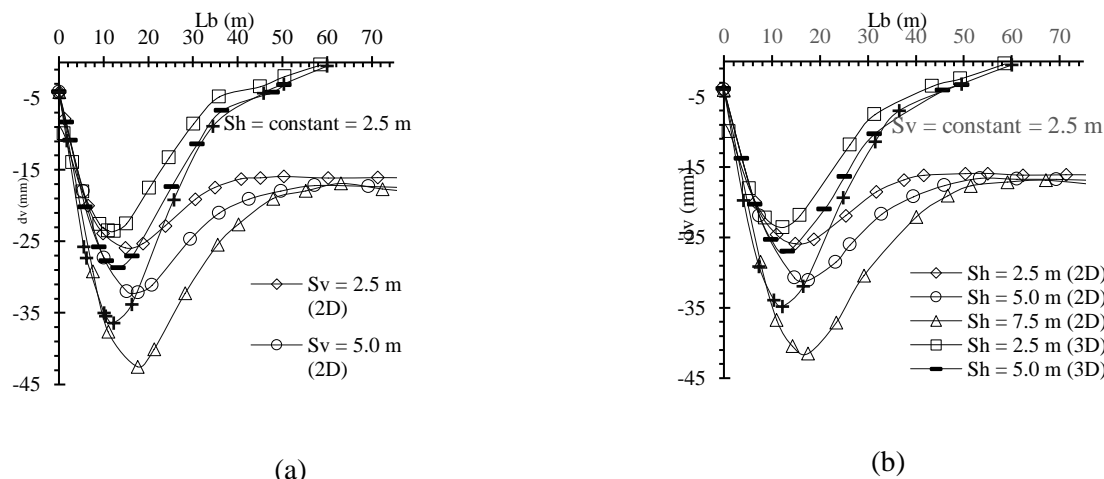 Lb (m)
0 10 20 30 40 50 60 70
-5
-15
-25
-35
-45
dv (mm)
Sh = constant = 2.5 m
Sv = 2.5 m
(2D)
Sv = 5.0 m
(2D)
(a)
Lb (m)
0 10 20 30 40 50 60 70
-5
-15
-25
-35
-45
dv (mm)
Sv = constant = 2.5 m
Sh = 2.5 m (2D)
Sh = 5.0 m (2D)
Sh = 7.5 m (2D)
Sh = 2.5 m (3D)
Sh = 5.0 m (3D)
(b)